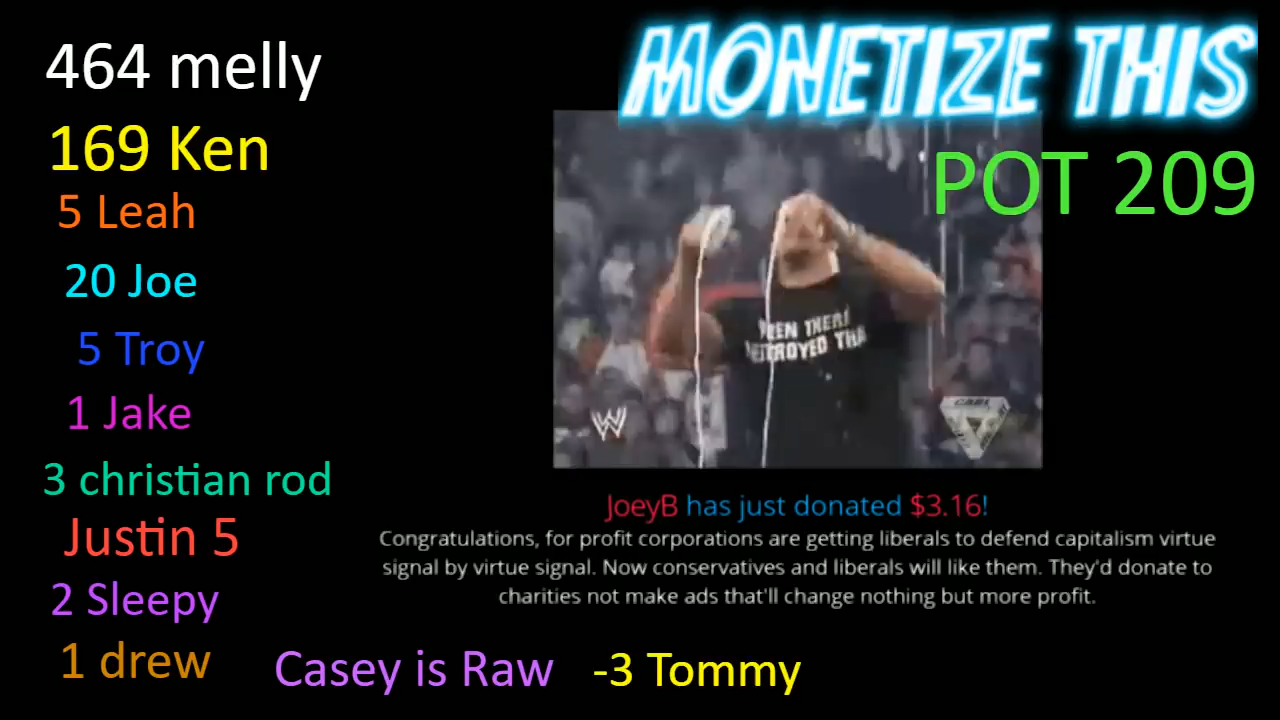 464 melly
MONETIZE THIS
169 Ken
POT 209
5 Leah
20 Joe
5 Troy
1 Jake
3 christian rod
Justin 5
2 Sleepy
1 drew
Casey is Raw
-3 Tommy
W
JoeyB has just donated $3.16!
Congratulations, for profit corporations are getting liberals to defend capitalism virtue
signal by virtue signal. Now conservatives and liberals will like them. They'd donate to
charities not make ads that'll change nothing but more profit.